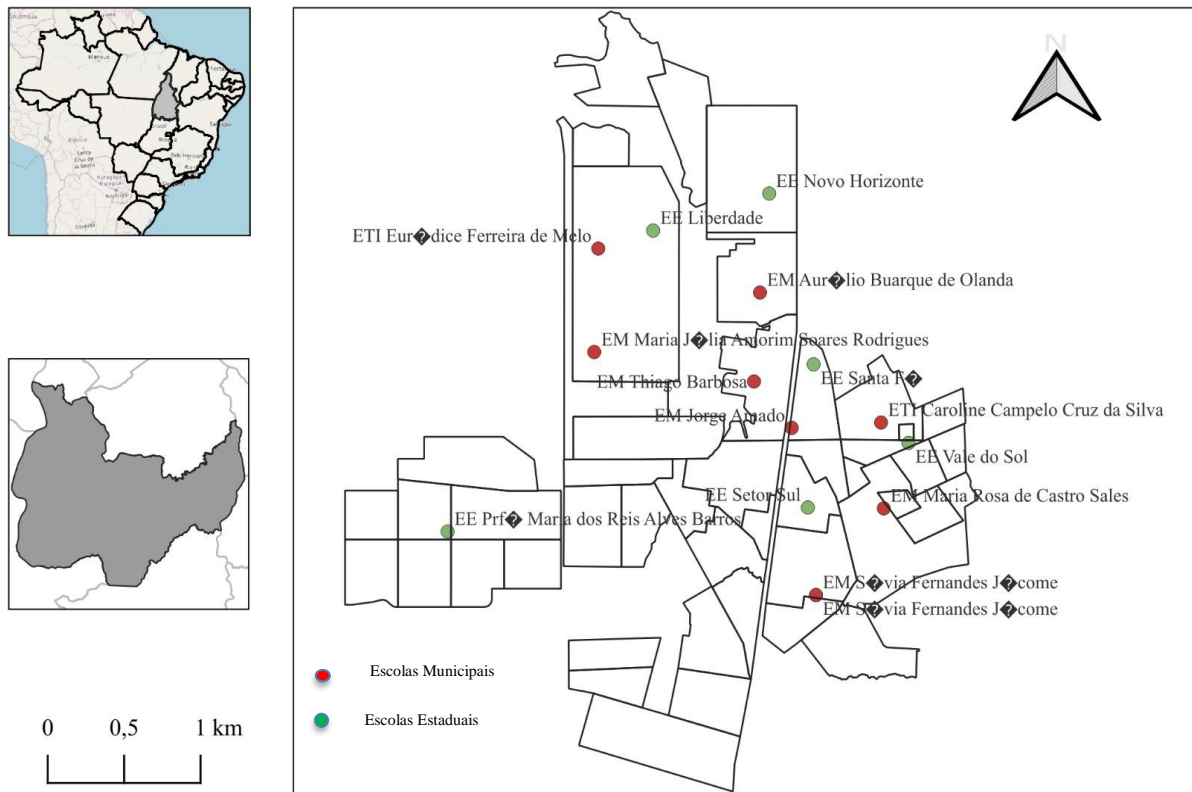 N
EE Novo Horizonte
EE Liberdade
ETI Eur�dice Ferreira de Melo
EM Aur�lio Buarque de Olanda
EM Maria J�lia Amorim Soares Rodrigues
EE Santa F�
EM Thiago Barbosa
ETI Caroline Campelo Cruz da Silva
EM Jorge Amado
EE Vale do Sol
EE Setor Sul
EM Maria Rosa de Castro Sales
EE Prf� Maria dos Reis Alves Barros
EM S�via Fernandes J�come
EM S�via Fernandes J�come
Escolas Municipais
Escolas Estaduais
0 0,5 1 km
Manaus